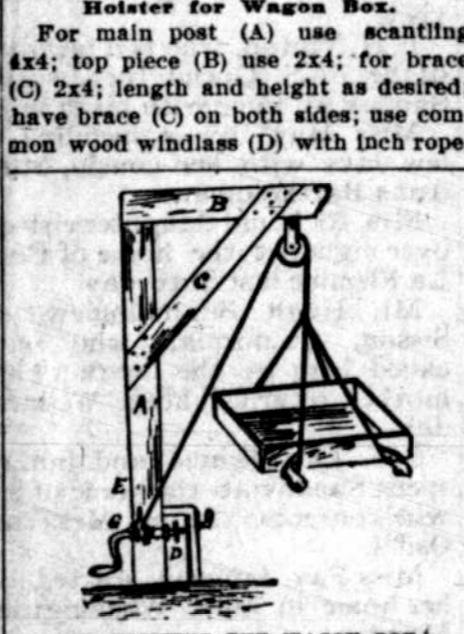 Hoister for Wagon Box.
For main post (A) use scantling
4x4; top piece (B) use 2x4; for brace
(C) 2x4; length and height as desired;
have brace (C) on both sides; use com
mon wood windlass (D) with inch rope
B
C
A
E
G
D